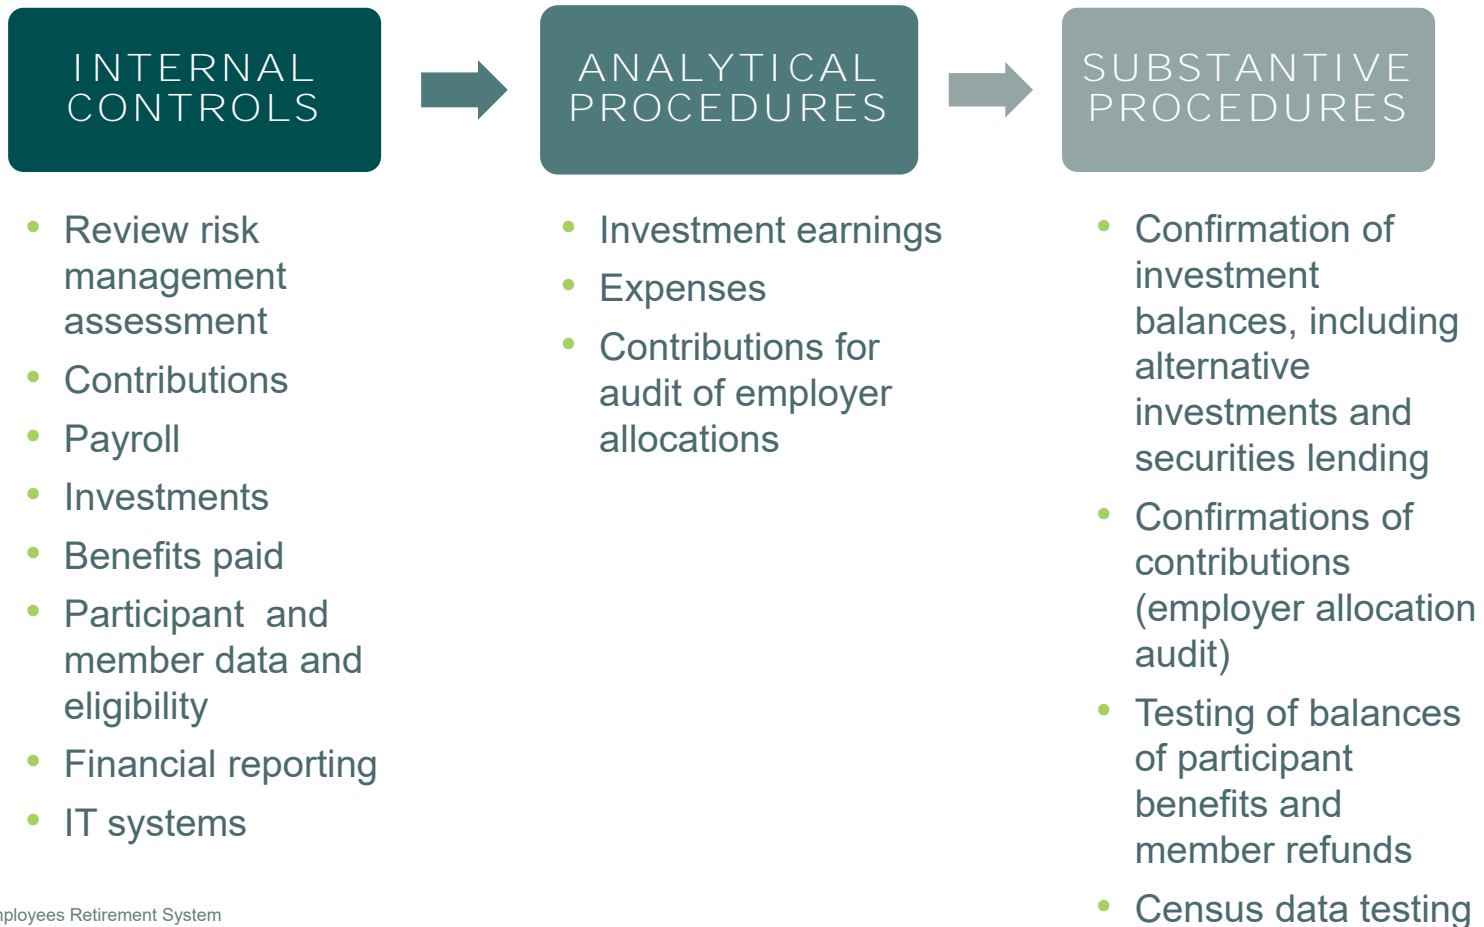 INTERNAL
CONTROLS
ANALYTICAL
PROCEDURES
SUBSTANTIVE
PROCEDURES
• Review risk
management
assessment
• Contributions
• Payroll
• Investments
• Benefits paid
• Participant and
member data and
eligibility
• Financial reporting
• IT systems
• Investment earnings
• Expenses
• Contributions for
audit of employer
allocations
• Confirmation of
investment
balances, including
alternative
investments and
securities lending
• Confirmations of
contributions
(employer allocation
audit)
• Testing of balances
of participant
benefits and
member refunds
• Census data testing
Retirement System